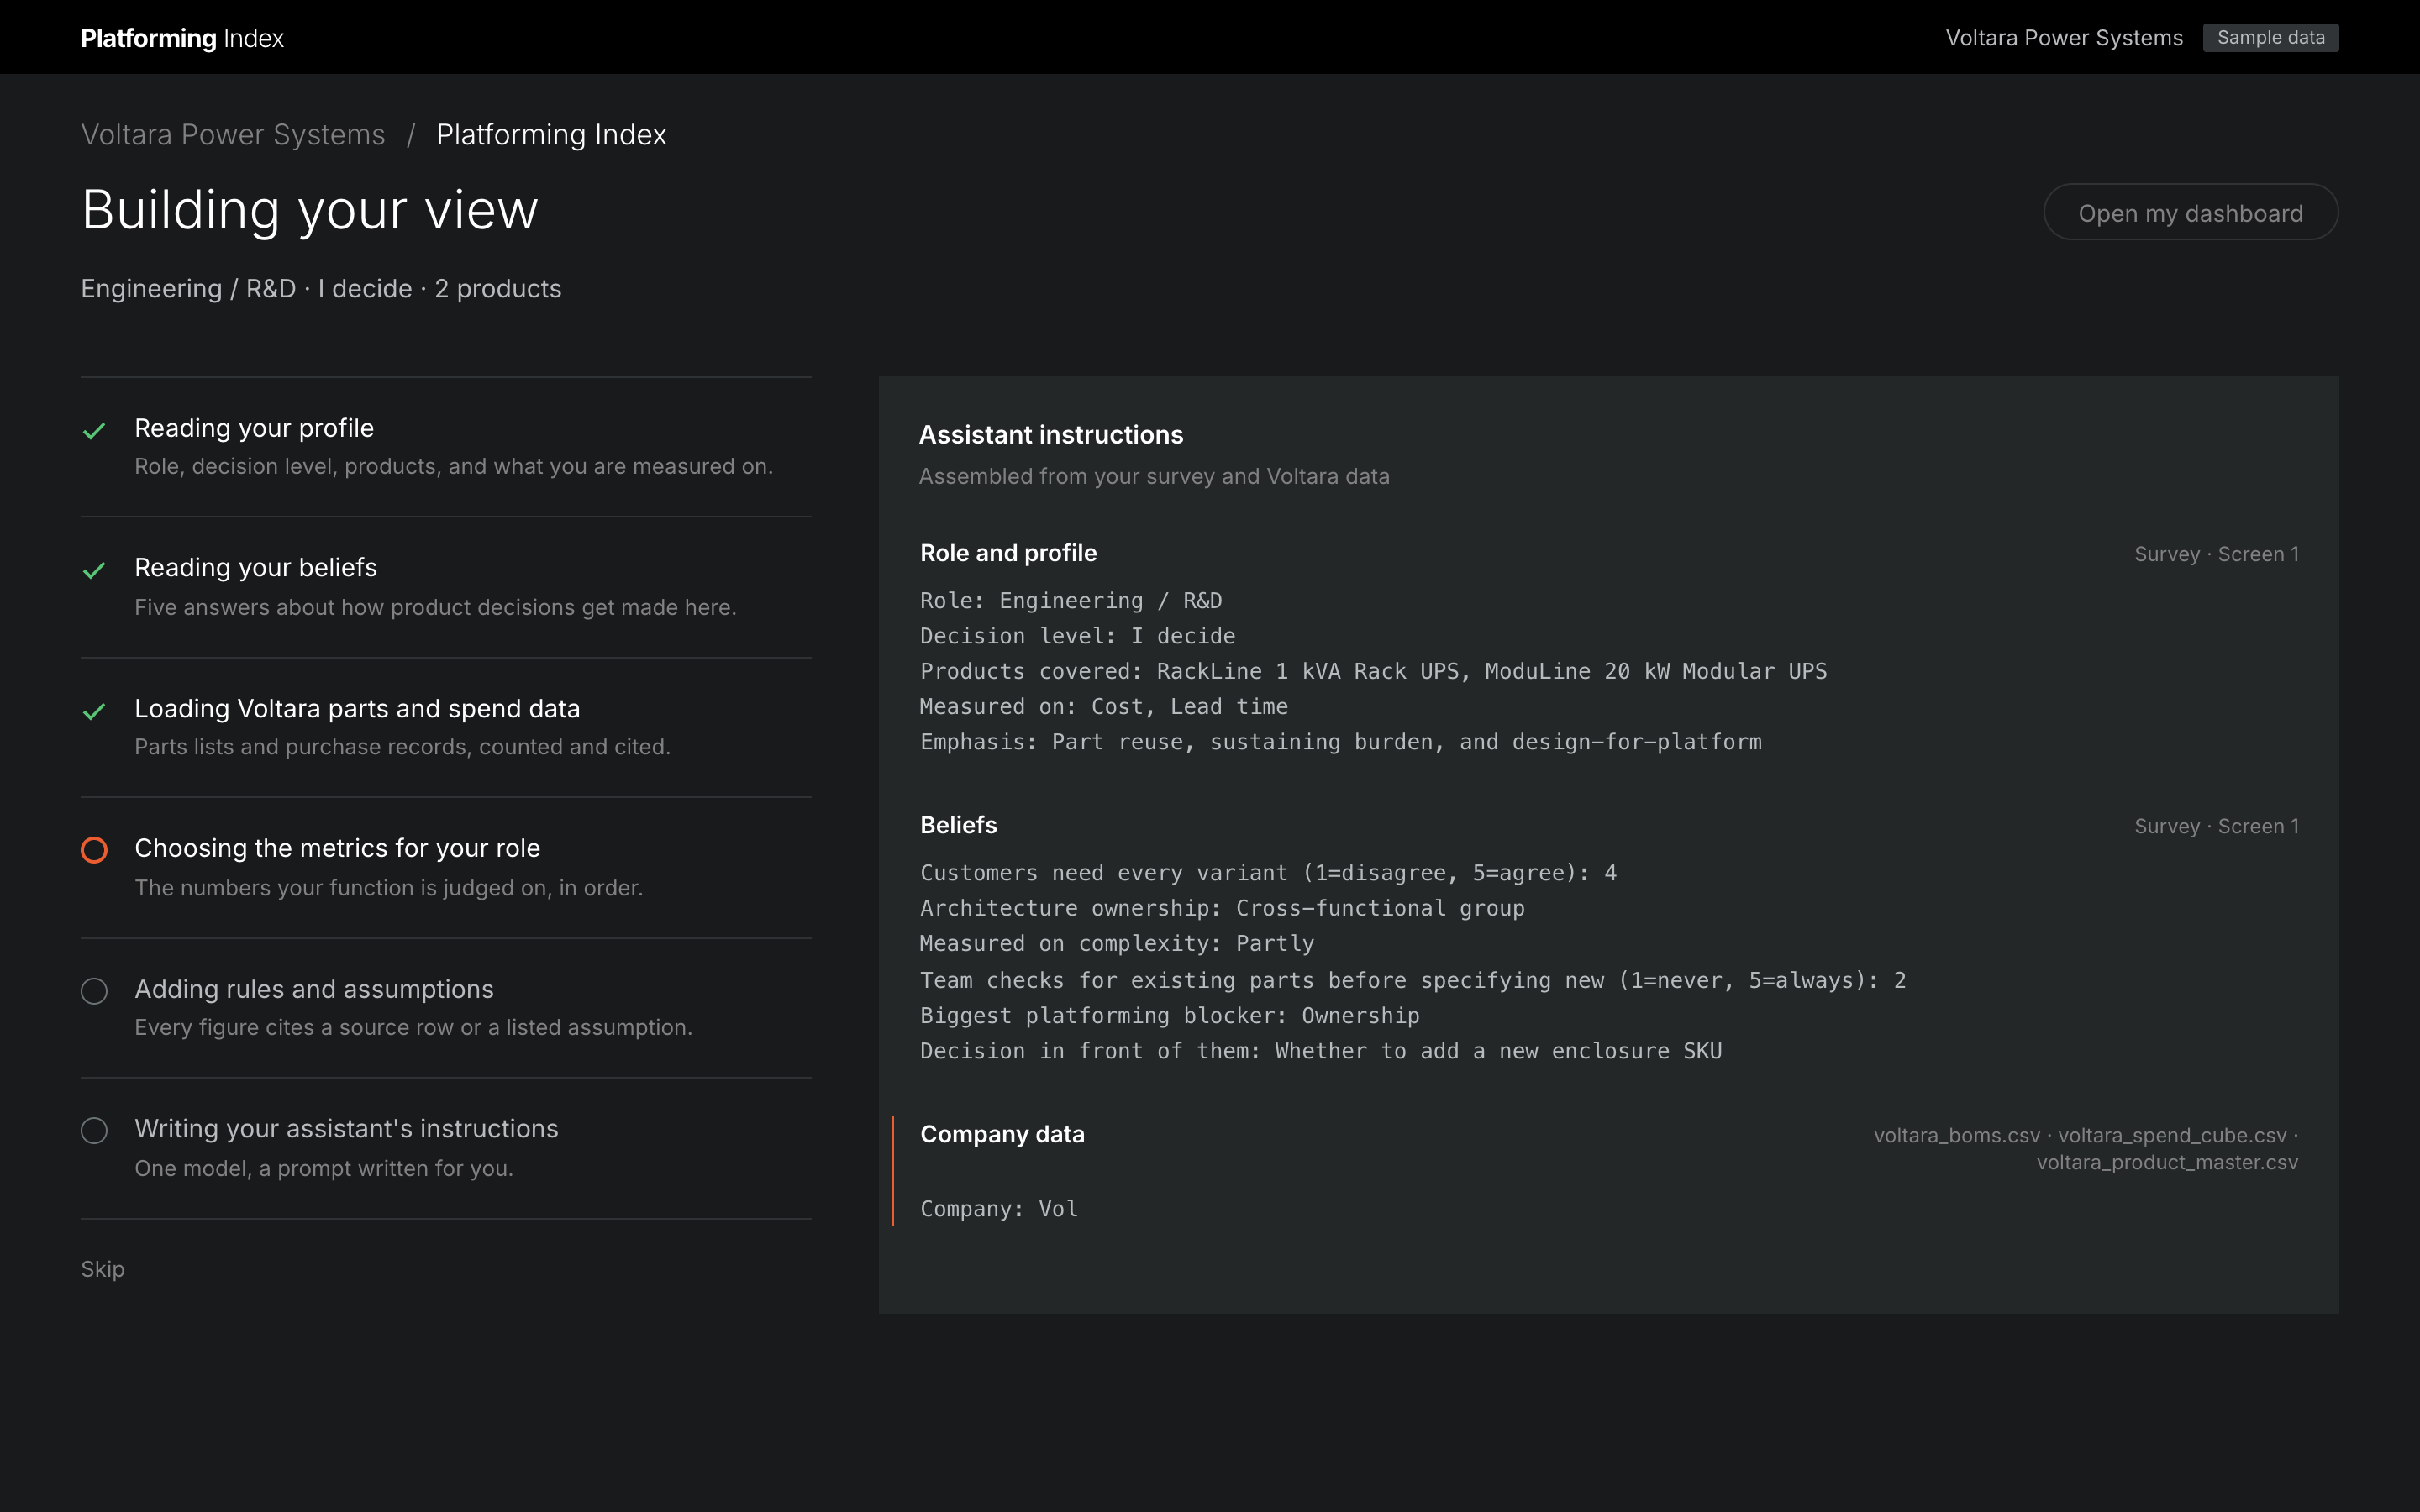 Platforming Index
Voltara Power Systems
Sample data
Voltara Power Systems / Platforming Index
Building your view
Open my dashboard
Engineering / R&D · I decide · 2 products
Reading your profile
Role, decision level, products, and what you are measured on.
Reading your beliefs
Five answers about how product decisions get made here.
Loading Voltara parts and spend data
Parts lists and purchase records, counted and cited.
Choosing the metrics for your role
The numbers your function is judged on, in order.
Adding rules and assumptions
Every figure cites a source row or a listed assumption.
Writing your assistant's instructions
One model, a prompt written for you.
Skip
Assistant instructions
Assembled from your survey and Voltara data
Role and profile
Survey · Screen 1
Role: Engineering / R&D
Decision level: I decide
Products covered: RackLine 1 kVA Rack UPS, ModuLine 20 kW Modular UPS
Measured on: Cost, Lead time
Emphasis: Part reuse, sustaining burden, and design-for-platform
Beliefs
Survey · Screen 1
Customers need every variant (1=disagree, 5=agree): 4
Architecture ownership: Cross-functional group
Measured on complexity: Partly
Team checks for existing parts before specifying new (1=never, 5=always): 2
Biggest platforming blocker: Ownership
Decision in front of them: Whether to add a new enclosure SKU
Company data
voltara_boms.csv · voltara_spend_cube.csv ·
voltara_product_master.csv
Company: Vol